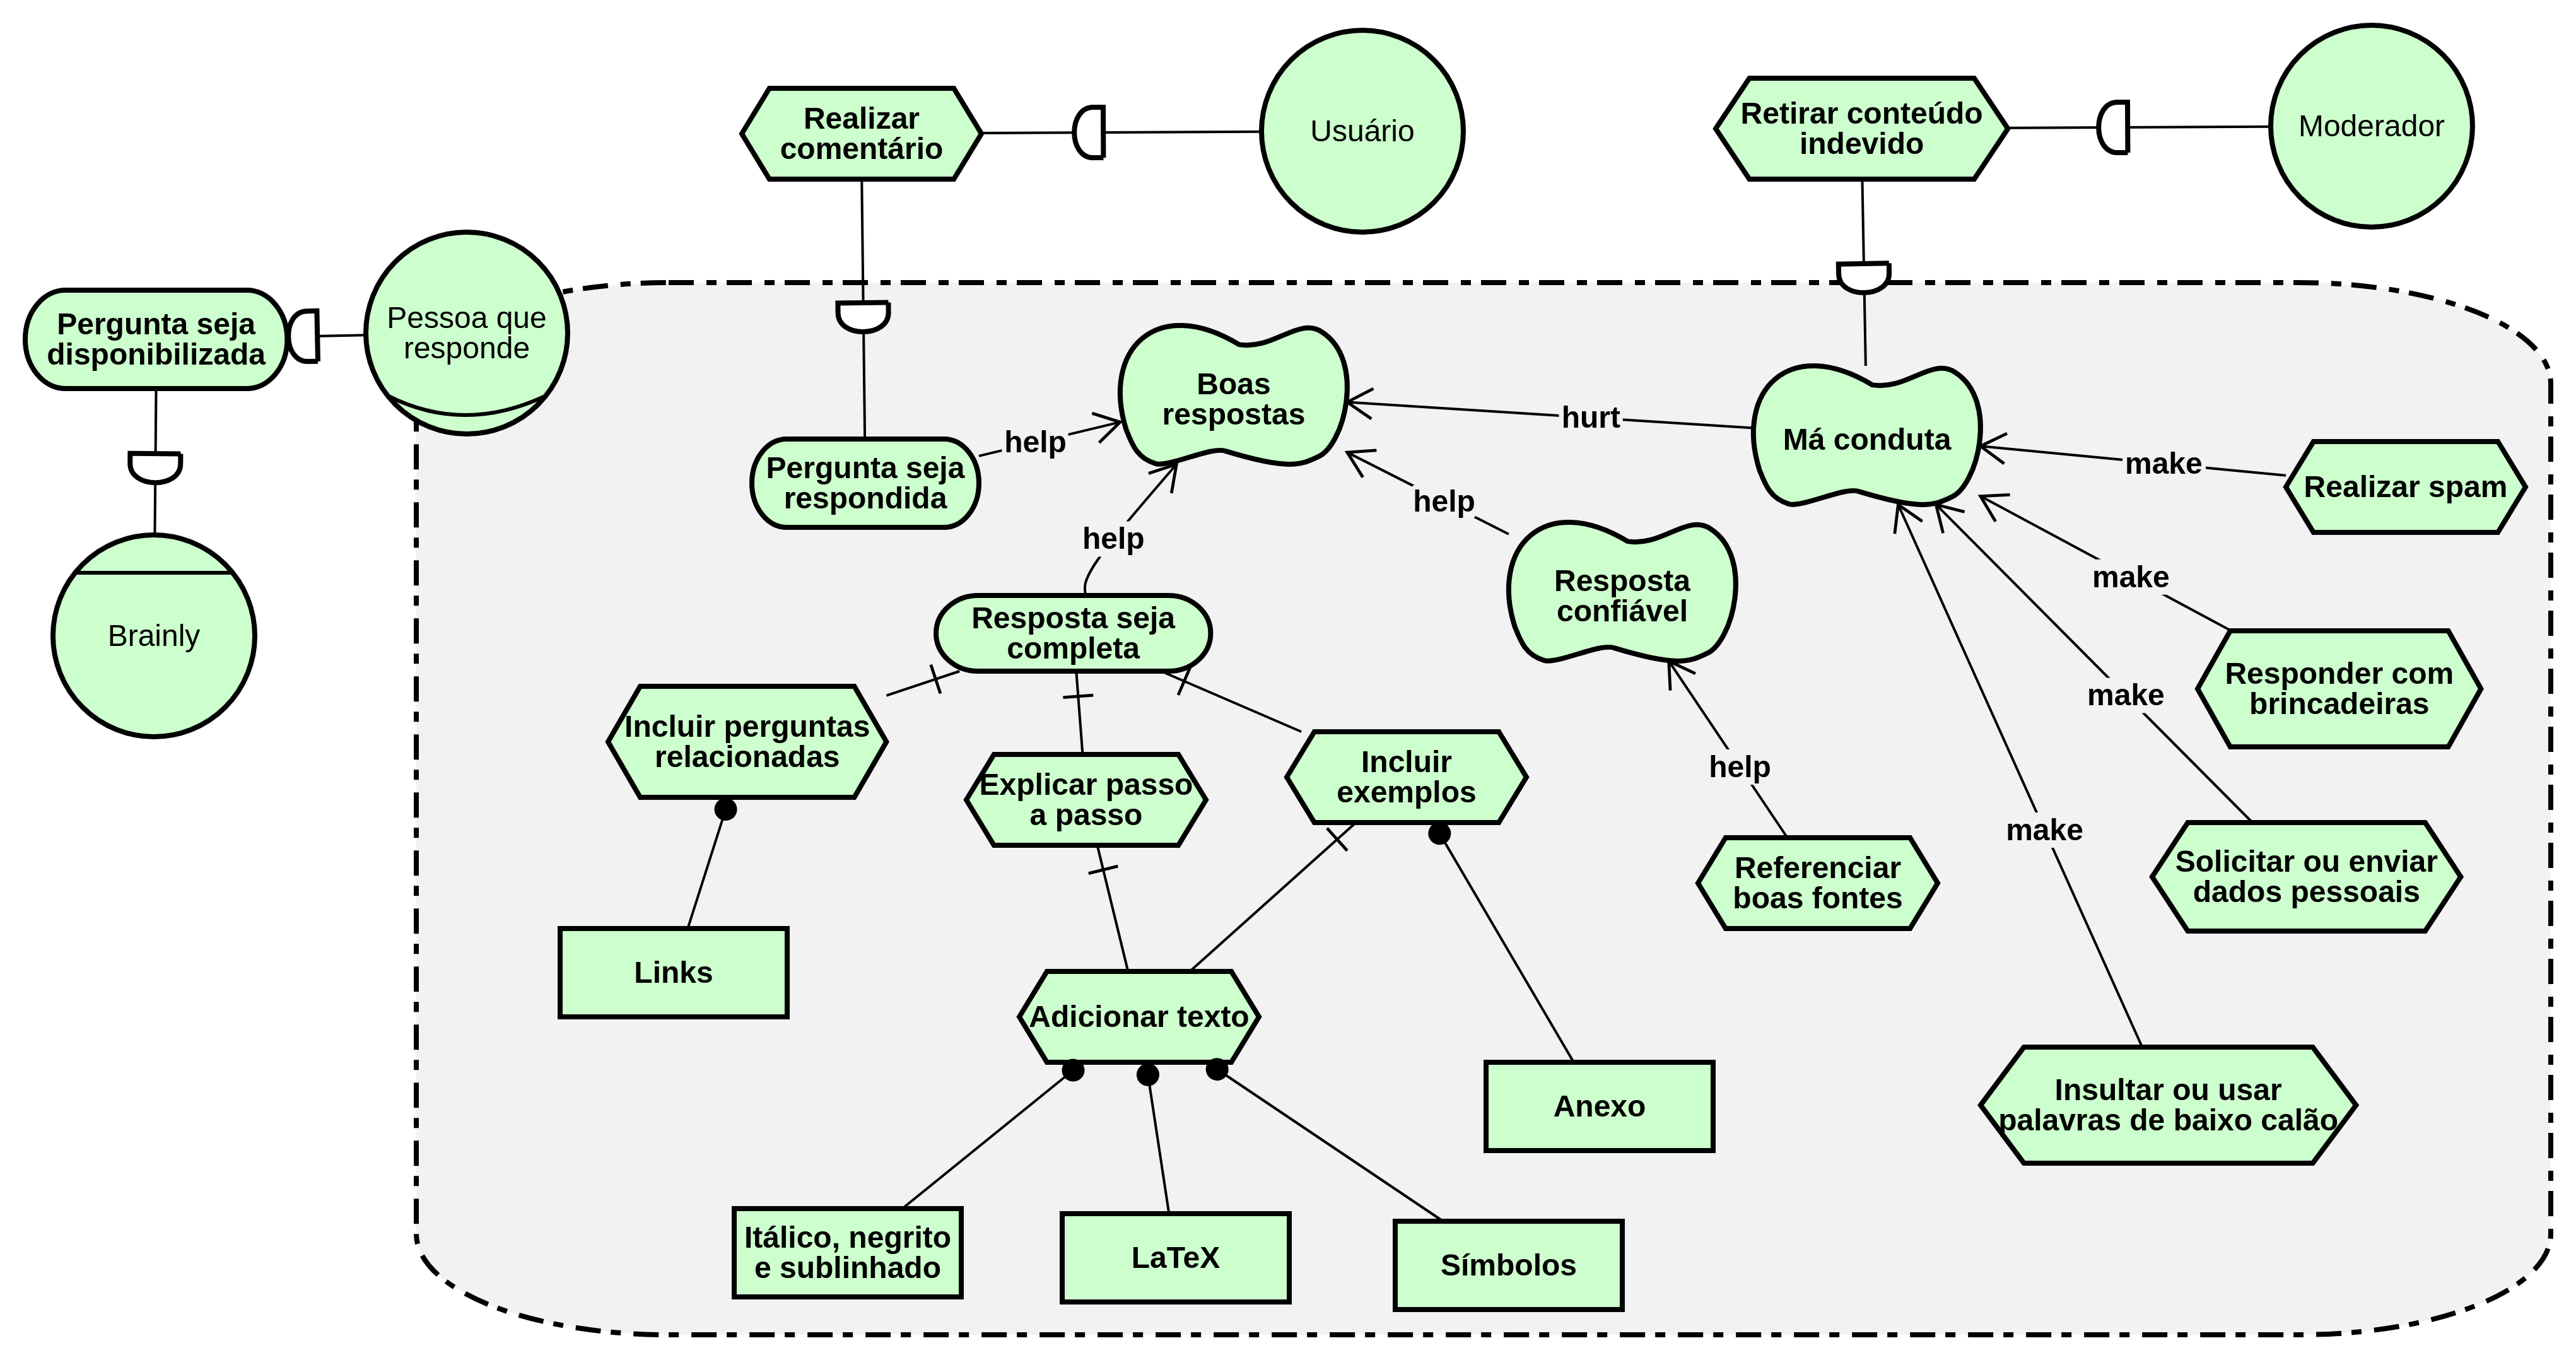 Realizar
comentário
Usuário
Retirar conteúdo
indevido
Moderador
Pergunta seja
disponibilizada
Pessoa que
responde
Brainly
Pergunta seja
respondida
help
Boas
respostas
hurt
Má conduta
make
Realizar spam
help
help
Resposta
confiável
make
Responder com
brincadeiras
Resposta seja
completa
make
Incluir perguntas
relacionadas
Explicar passo
a passo
Incluir
exemplos
help
make
Referenciar
boas fontes
Solicitar ou enviar
dados pessoais
Links
Adicionar texto
Anexo
Insultar ou usar
palavras de baixo calão
Itálico, negrito
e sublinhado
LaTeX
Símbolos